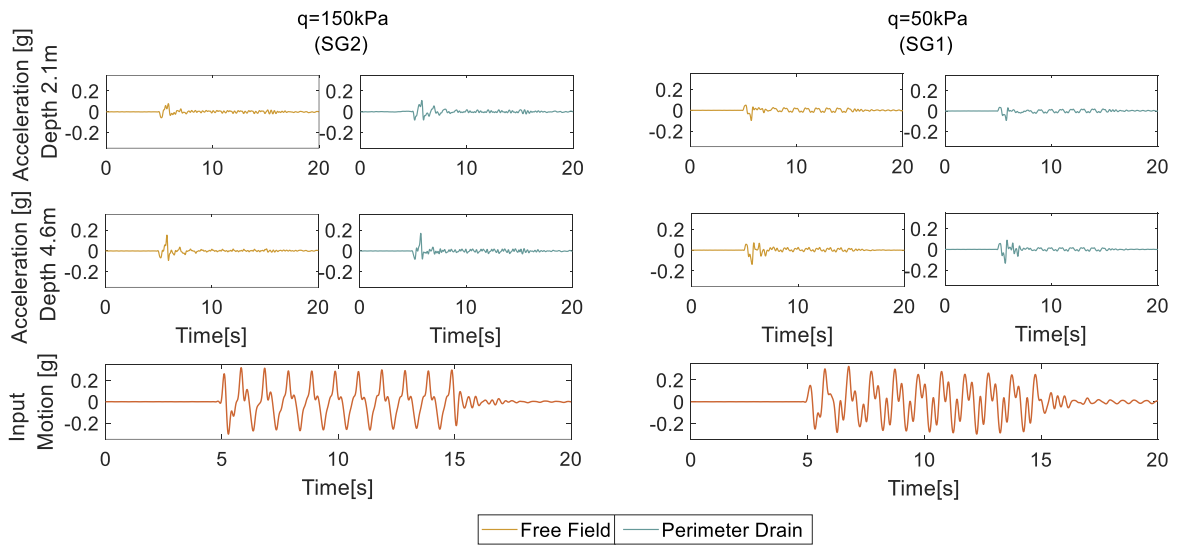 q=150kPa
(SG2)
q=50kPa
(SG1)
Acceleration [g]
Depth 2.1m
0.2
0
-0.2
0 10 20
0.2
0
-0.2
0 10 20
0.2
0
-0.2
0 10 20
0.2
0
-0.2
0 10 20
Acceleration [g]
Depth 4.6m
0.2
0
-0.2
0 10 20
Time[s]
0.2
0
-0.2
0 10 20
Time[s]
0.2
0
-0.2
0 10 20
Time[s]
0.2
0
-0.2
0 10 20
Time[s]
Input
Motion [g]
0.2
0
-0.2
0 5 10 15 20
Time[s]
0.2
0
-0.2
0 5 10 15 20
Time[s]
Free Field
Perimeter Drain